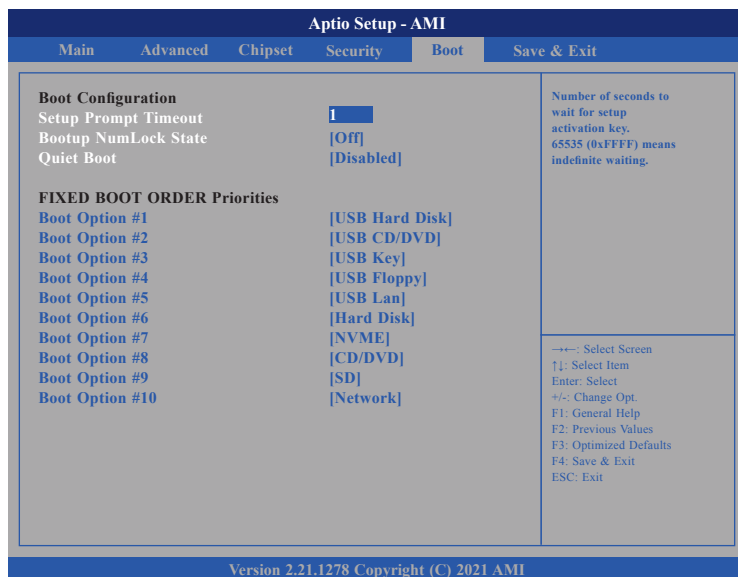 Aptio Setup - AMI
Main Advanced Chipset Security Boot Save & Exit
Boot Configuration
Setup Prompt Timeout 1
Bootup NumLock State [Off]
Quiet Boot [Disabled]
FIXED BOOT ORDER Priorities
Boot Option #1 [USB Hard Disk]
Boot Option #2 [USB CD/DVD]
Boot Option #3 [USB Key]
Boot Option #4 [USB Floppy]
Boot Option #5 [USB Lan]
Boot Option #6 [Hard Disk]
Boot Option #7 [NVME]
Boot Option #8 [CD/DVD]
Boot Option #9 [SD]
Boot Option #10 [Network]
Number of seconds to
wait for setup
activation key.
65535 (0xFFFF) means
indefinite waiting.
→←: Select Screen
↑↓: Select Item
Enter: Select
+/-: Change Opt.
F1: General Help
F2: Previous Values
F3: Optimized Defaults
F4: Save & Exit
ESC: Exit
Version 2.21.1278 Copyright (C) 2021 AMI